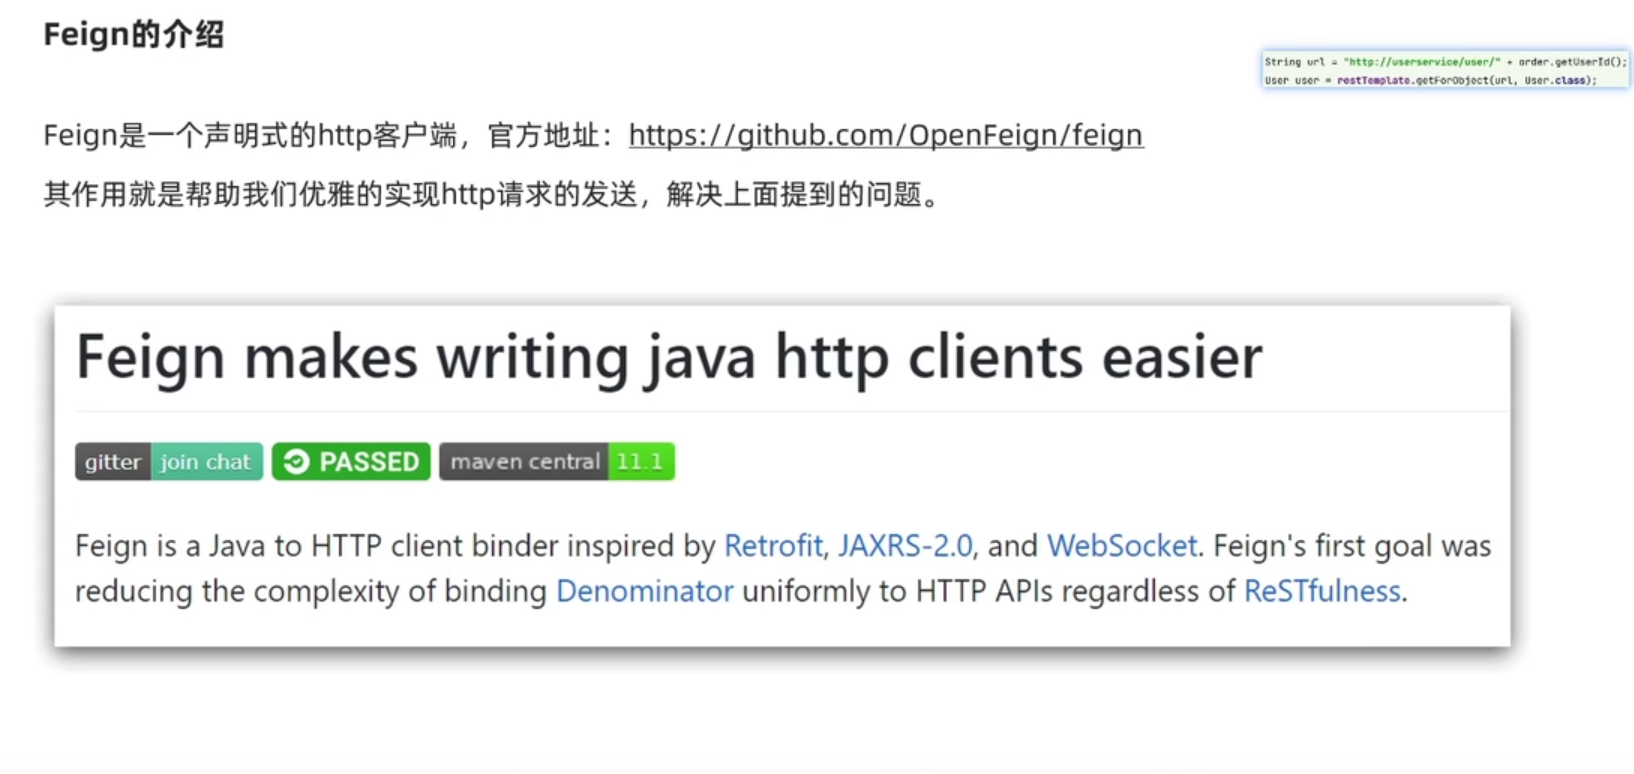 Feign的介绍
String url = "http://userservice/user/" + order.getUserId();
User user = restTemplate.getForObject(url, User.class);
Feign是一个声明式的http客户端，官方地址：https://github.com/OpenFeign/feign
其作用就是帮助我们优雅的实现http请求的发送，解决上面提到的问题。
Feign makes writing java http clients easier
gitter join chat PASSED maven central 11.1
Feign is a Java to HTTP client binder inspired by Retrofit, JAXRS-2.0, and WebSocket. Feign's first goal was
reducing the complexity of binding Denominator uniformly to HTTP APIs regardless of ReSTfulness.